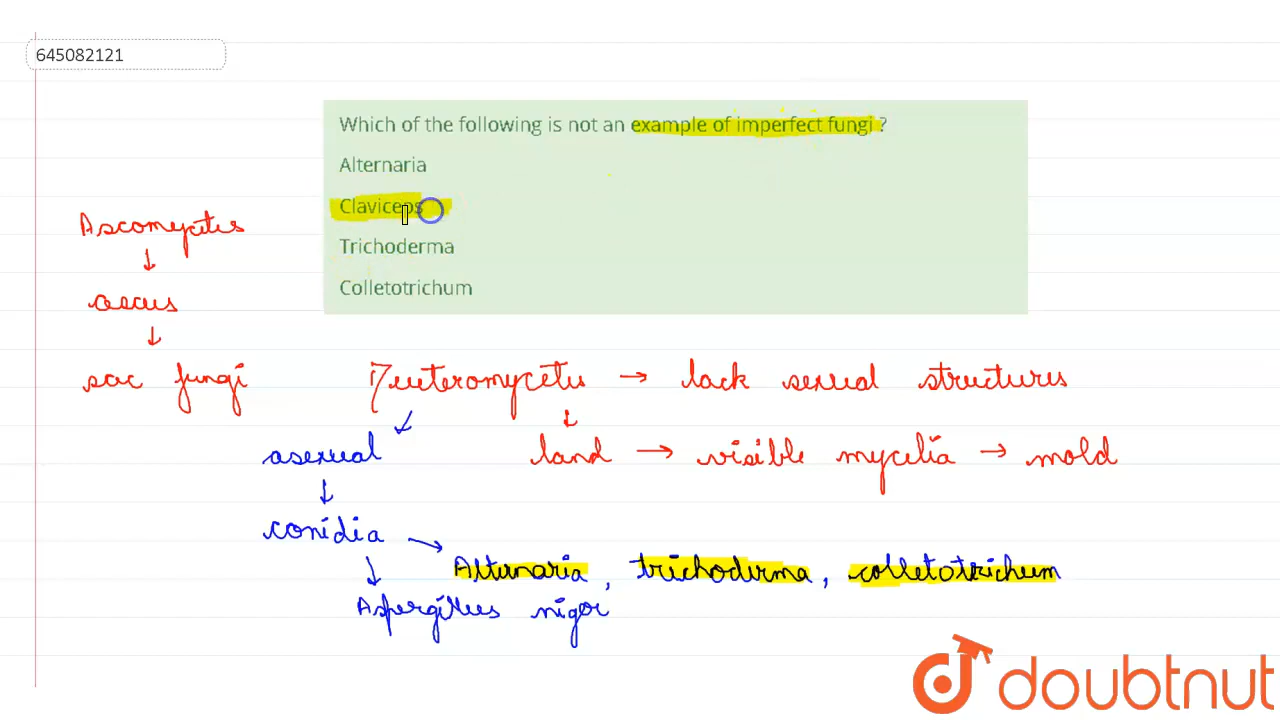 645082121
Which of the following is not an example of imperfect fungi ?
Alternaria
Claviceps
Trichoderma
Colletotrichum
Ascomycetes
↓
ascus
↓
sac fungi
Deuteromycetes → lack sexual structures
↓
land → visible mycelia → mold
↙
asexual
↓
conidia → Alternaria, trichoderma, colletotrichum
↓
Aspergillus nigor
doubtnut